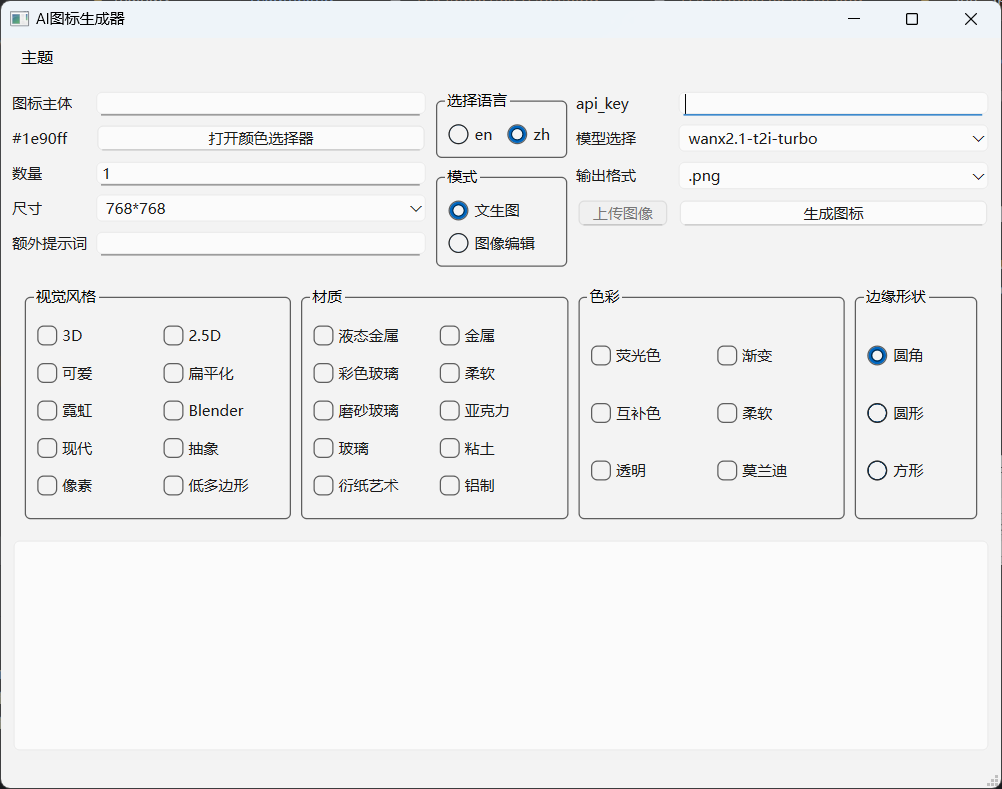 AI图标生成器
主题
图标主体
#1e90ff 打开颜色选择器
数量 1
尺寸 768*768
额外提示词
选择语言
en zh
模式
文生图
图像编辑
api_key
模型选择 wanx2.1-t2i-turbo
输出格式 .png
上传图像 生成图标
视觉风格
3D 2.5D
可爱 扁平化
霓虹 Blender
现代 抽象
像素 低多边形
材质
液态金属 金属
彩色玻璃 柔软
磨砂玻璃 亚克力
玻璃 粘土
衍纸艺术 铝制
色彩
荧光色 渐变
互补色 柔软
透明 莫兰迪
边缘形状
圆角
圆形
方形